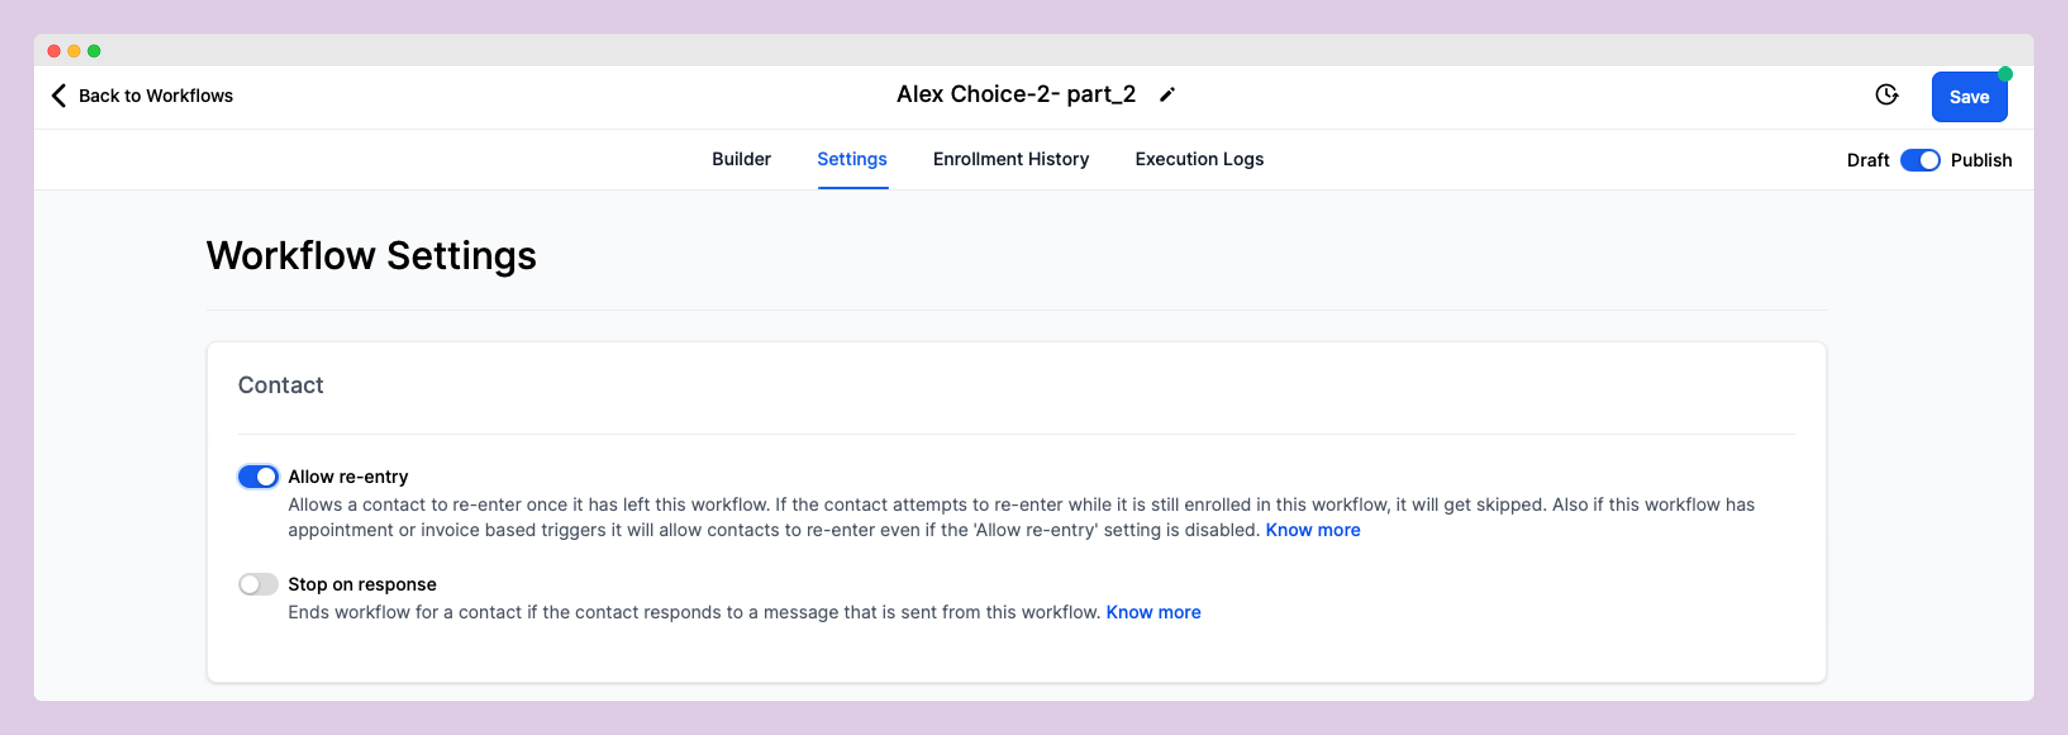 Back to Workflows
Alex Choice-2- part_2
Save
Builder
Settings
Enrollment History
Execution Logs
Draft
Publish
Workflow Settings
Contact
Allow re-entry
Allows a contact to re-enter once it has left this workflow. If the contact attempts to re-enter while it is still enrolled in this workflow, it will get skipped. Also if this workflow has
appointment or invoice based triggers it will allow contacts to re-enter even if the 'Allow re-entry' setting is disabled. Know more
Stop on response
Ends workflow for a contact if the contact responds to a message that is sent from this workflow. Know more